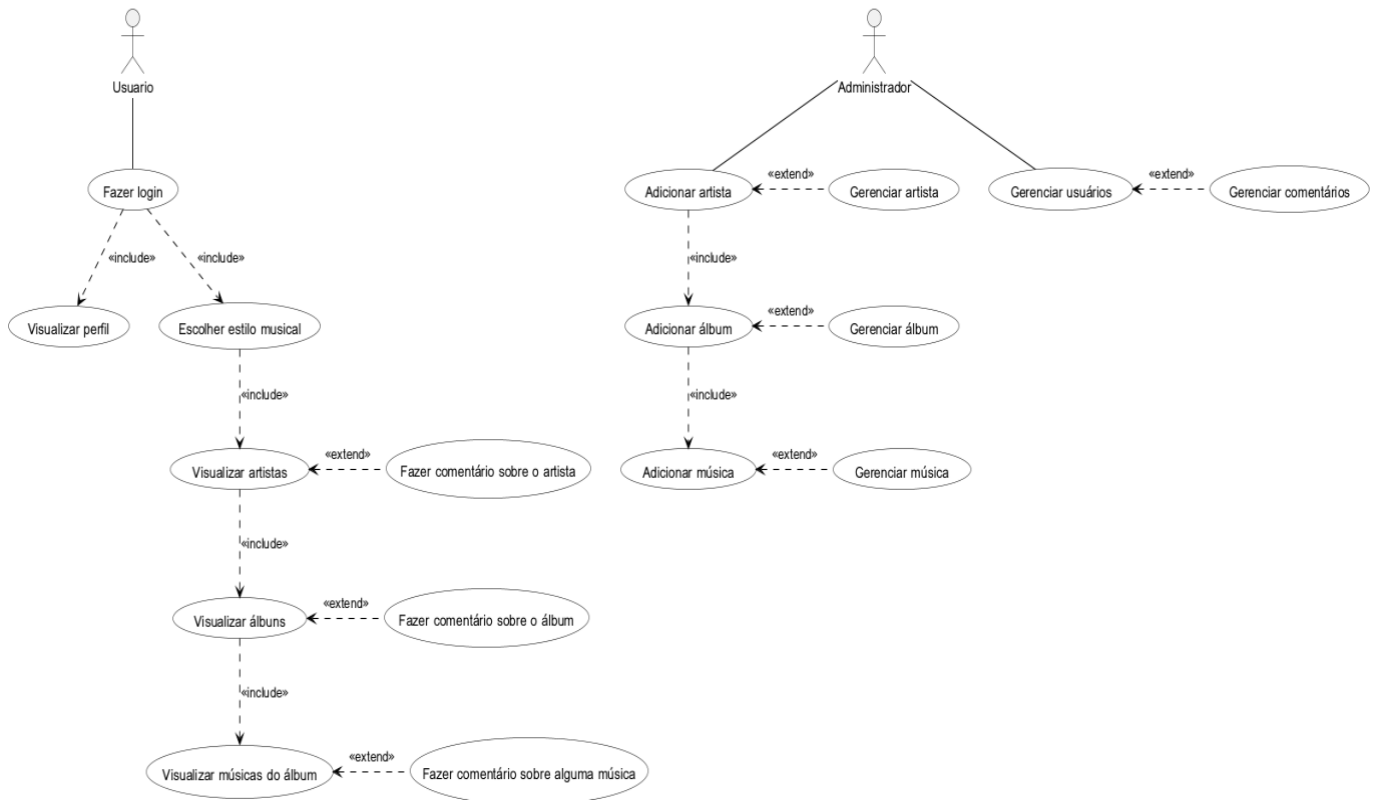 Usuario
Administrador
Fazer login
Adicionar artista
«extend»
Gerenciar artista
Gerenciar usuários
«extend»
Gerenciar comentários
«include»
«include»
«include»
Visualizar perfil
Escolher estilo musical
Adicionar álbum
«extend»
Gerenciar álbum
«include»
«include»
Visualizar artistas
«extend»
Fazer comentário sobre o artista
Adicionar música
«extend»
Gerenciar música
«include»
Visualizar álbuns
«extend»
Fazer comentário sobre o álbum
«include»
Visualizar músicas do álbum
«extend»
Fazer comentário sobre alguma música